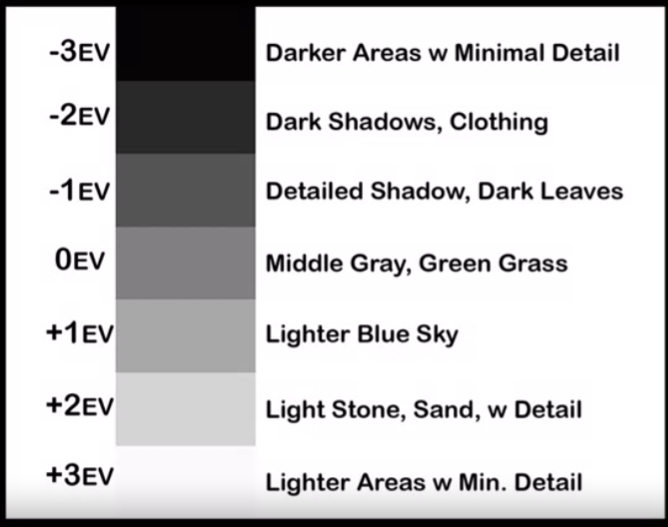 -3EV Darker Areas w Minimal Detail
-2EV Dark Shadows, Clothing
-1EV Detailed Shadow, Dark Leaves
0EV Middle Gray, Green Grass
+1EV Lighter Blue Sky
+2EV Light Stone, Sand, w Detail
+3EV Lighter Areas w Min. Detail